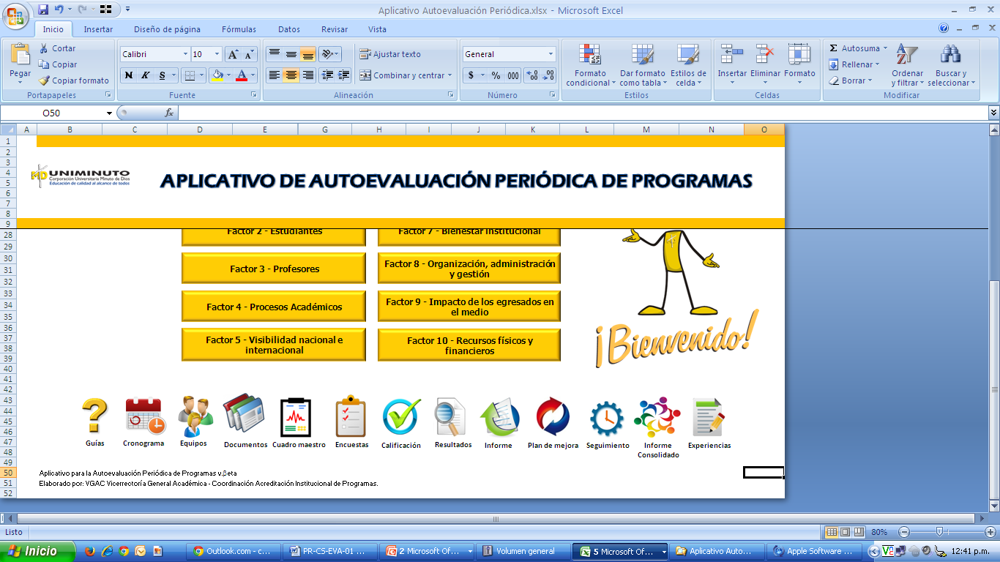 Aplicativo Autoevaluación Periódica.xlsx - Microsoft Excel
Inicio Insertar Diseño de página Fórmulas Datos Revisar Vista
Pegar
Cortar
Copiar
Copiar formato
Portapapeles
Calibri 10
N K S
Fuente
Ajustar texto
Combinar y centrar
Alineación
General
$ % 000
Número
Formato condicional
Dar formato como tabla
Estilos de celda
Estilos
Insertar Eliminar Formato
Celdas
Autosuma
Rellenar
Borrar
Ordenar y filtrar
Buscar y seleccionar
Modificar
O50
fx
A B C D E G H I J K L M N O
1
2
3
4
5
6
7
8
9
28
29
30
31
32
33
34
35
36
37
38
39
40
41
42
43
44
45
46
47
48
49
50
51
52
UNIMINUTO
Corporación Universitaria Minuto de Dios
Educación de calidad al alcance de todos
APLICATIVO DE AUTOEVALUACIÓN PERIÓDICA DE PROGRAMAS
Factor 2 - Estudiantes
Factor 7 - Bienestar institucional
Factor 3 - Profesores
Factor 8 - Organización, administración
y gestión
Factor 4 - Procesos Académicos
Factor 9 - Impacto de los egresados en
el medio
Factor 5 - Visibilidad nacional e
internacional
Factor 10 - Recursos físicos y
financieros
¡Bienvenido!
Guías Cronograma Equipos Documentos Cuadro maestro Encuestas Calificación Resultados Informe Plan de mejora Seguimiento Informe Consolidado Experiencias
Aplicativo para la Autoevaluación Periódica de Programas v.βeta
Elaborado por: VGAC Vicerrectoría General Académica - Coordinación Acreditación Institucional de Programas.
Listo
80%
Inicio
Outlook.com - c...
PR-CS-EVA-01 ...
2 Microsoft Of...
Volumen general
5 Microsoft Of...
Aplicativo Auto...
Apple Software ...
12:41 p.m.